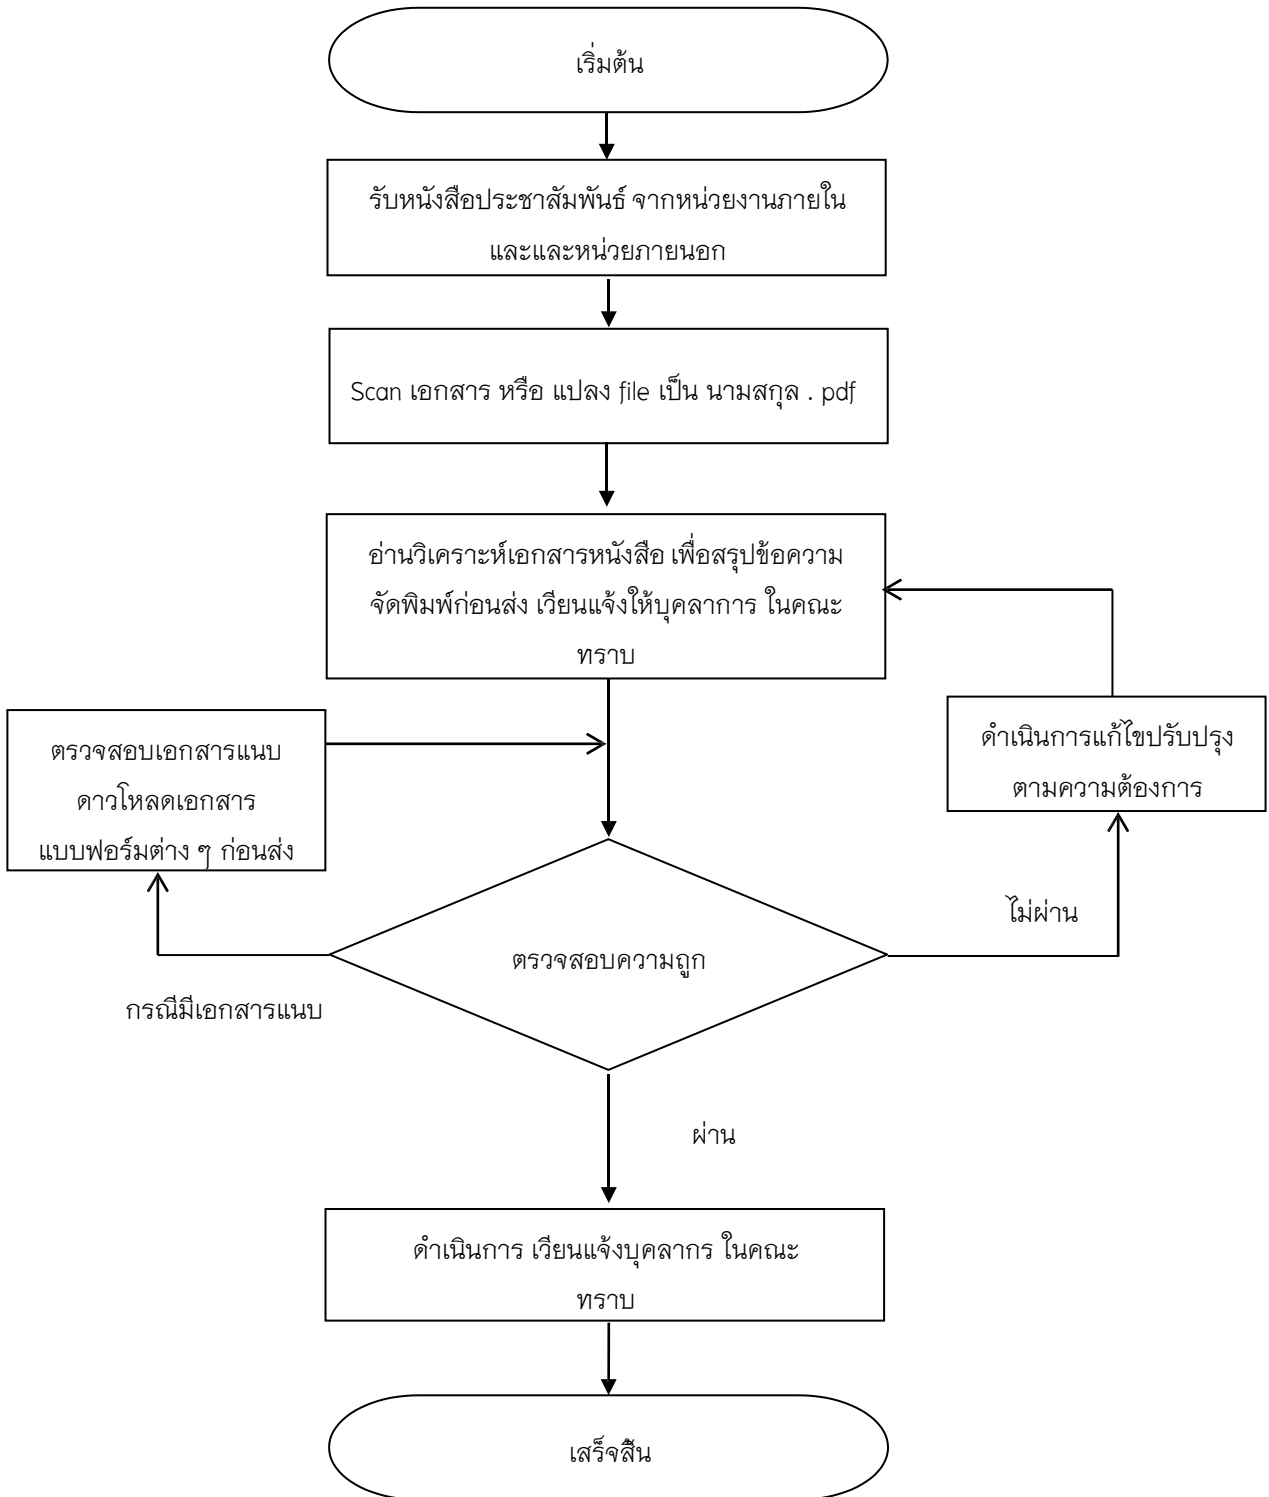 เริ่มต้น
รับหนังสือประชาสัมพันธ์ จากหน่วยงานภายใน
และและหน่วยภายนอก
Scan เอกสาร หรือ แปลง file เป็น นามสกุล . pdf
อ่านวิเคราะห์เอกสารหนังสือ เพื่อสรุปข้อความ
จัดพิมพ์ก่อนส่ง เวียนแจ้งให้บุคลาการ ในคณะ
ทราบ
ตรวจสอบเอกสารแนบ
ดาวโหลดเอกสาร
แบบฟอร์มต่าง ๆ ก่อนส่ง
ดำเนินการแก้ไขปรับปรุง
ตามความต้องการ
ไม่ผ่าน
ตรวจสอบความถูก
กรณีมีเอกสารแนบ
ผ่าน
ดำเนินการ เวียนแจ้งบุคลากร ในคณะ
ทราบ
เสร็จสิ้น